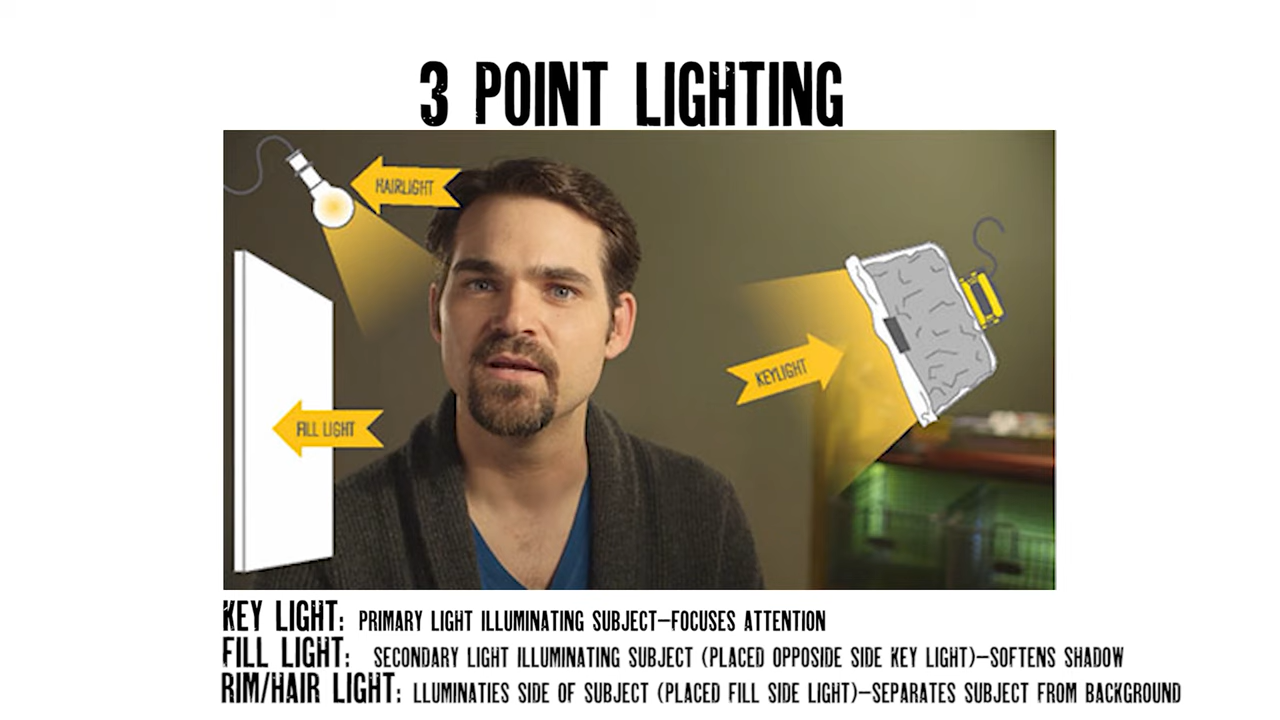 3 POINT LIGHTING
HAIRLIGHT
KEYLIGHT
FILL LIGHT
KEY LIGHT: PRIMARY LIGHT ILLUMINATING SUBJECT—FOCUSES ATTENTION
FILL LIGHT: SECONDARY LIGHT ILLUMINATING SUBJECT (PLACED OPPOSIDE SIDE KEY LIGHT)—SOFTENS SHADOW
RIM/HAIR LIGHT: LLUMINATIES SIDE OF SUBJECT (PLACED FILL SIDE LIGHT)—SEPARATES SUBJECT FROM BACKGROUND